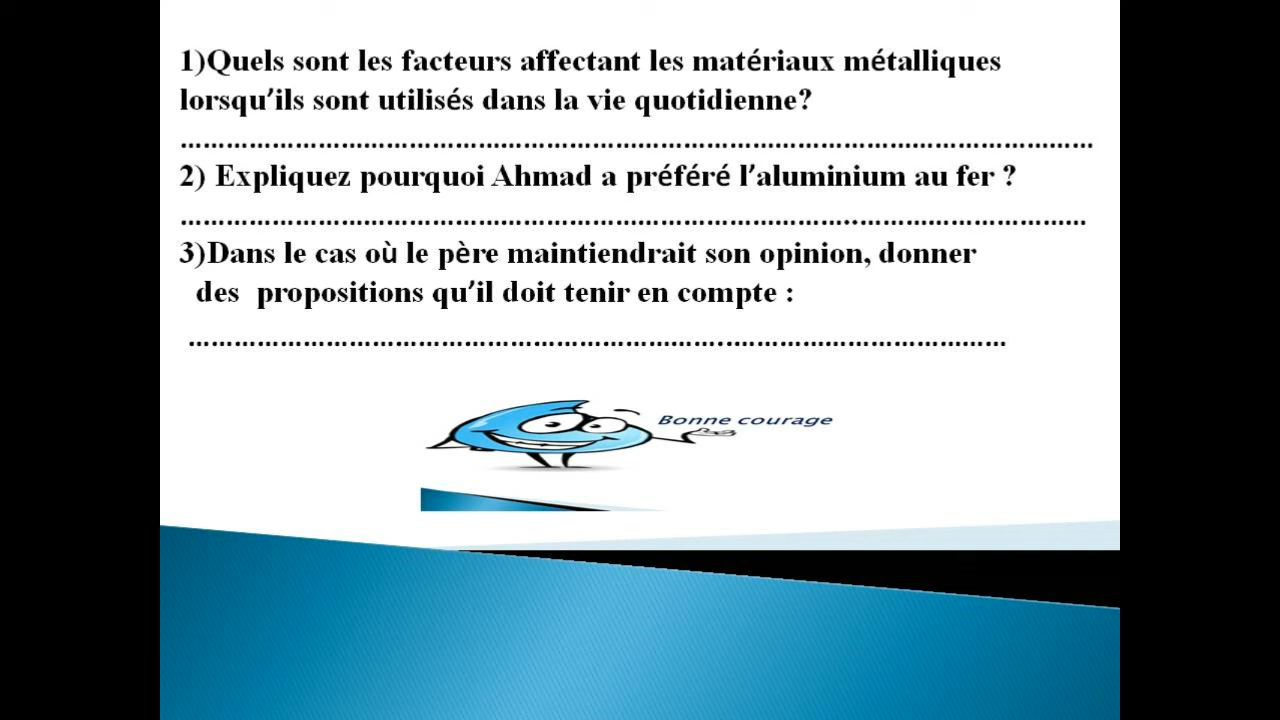 1)Quels sont les facteurs affectant les matériaux métalliques
lorsqu’ils sont utilisés dans la vie quotidienne?
……………………………………………………………………………………………………
2) Expliquez pourquoi Ahmad a préféré l’aluminium au fer ?
…………………………………………………………………………..…………………………
3)Dans le cas où le père maintiendrait son opinion, donner
des propositions qu’il doit tenir en compte :
…………………………………………………………..………………………………
Bonne courage